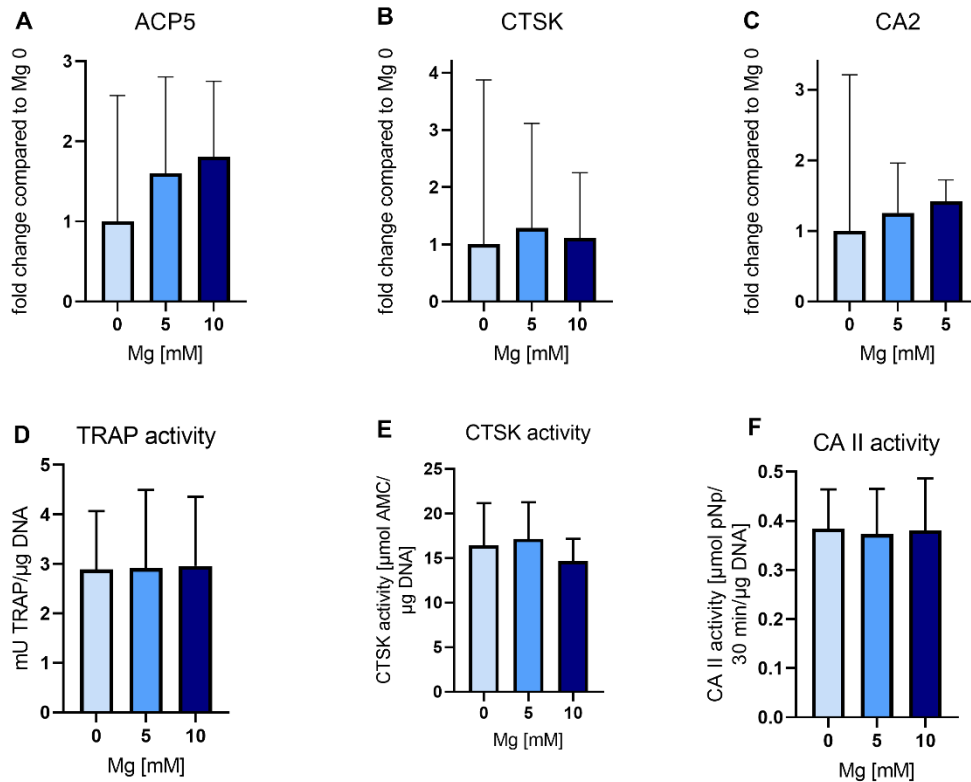 A ACP5
fold change compared to Mg 0
3
2
1
0
0 5 10
Mg [mM]
B CTSK
fold change compared to Mg 0
4
3
2
1
0
0 5 10
Mg [mM]
C CA2
fold change compared to Mg 0
3
2
1
0
0 5 5
Mg [mM]
D TRAP activity
mU TRAP/µg DNA
5
4
3
2
1
0
0 5 10
Mg [mM]
E CTSK activity
CTSK activity [µmol AMC/
µg DNA]
25
20
15
10
5
0
0 5 10
Mg [mM]
F CA II activity
CA II activity [µmol pNp/
30 min/µg DNA]
0.5
0.4
0.3
0.2
0.1
0.0
0 5 10
Mg [mM]